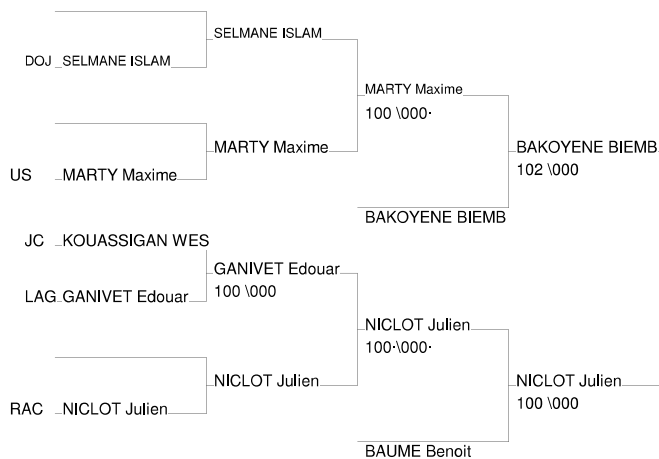 SELMANE ISLAM
DOJ SELMANE ISLAM
MARTY Maxime
100 \000·
MARTY Maxime
BAKOYENE BIEMB
102 \000
US MARTY Maxime
BAKOYENE BIEMB
JC KOUASSIGAN WES
GANIVET Edouar
100 \000
LAG GANIVET Edouar
NICLOT Julien
100·\000·
NICLOT Julien
NICLOT Julien
100 \000
RAC NICLOT Julien
BAUME Benoit